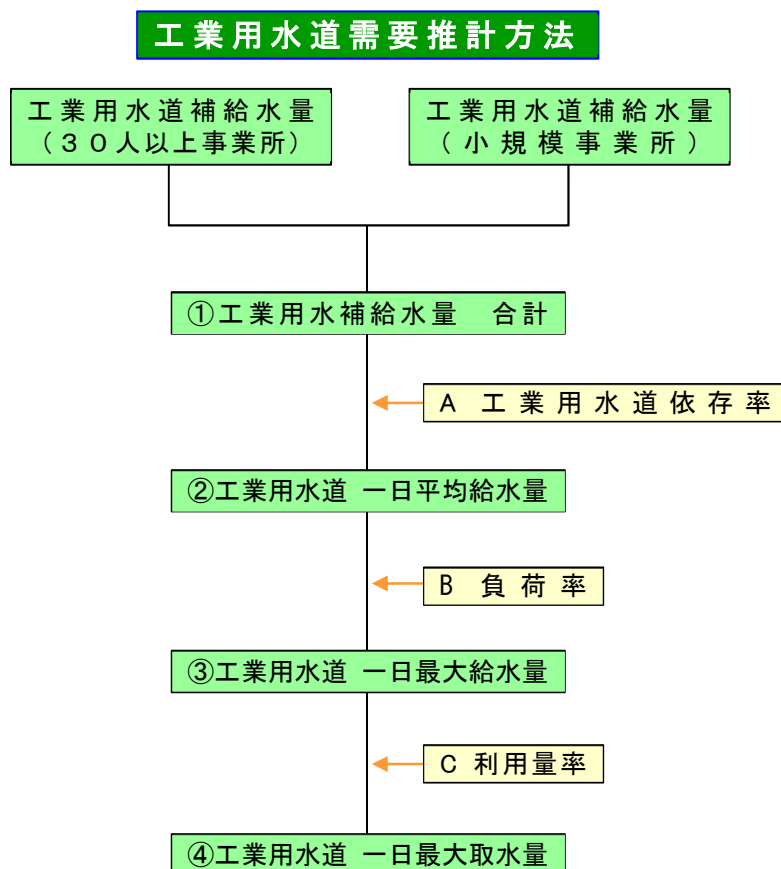 工業用水道需要推計方法
工業用水道補給水量
(３０人以上事業所)
工業用水道補給水量
(小規模事業所)
①工業用水補給水量　合計
A 工業用水道依存率
②工業用水道 一日平均給水量
B 負荷率
③工業用水道 一日最大給水量
C 利用量率
④工業用水道 一日最大取水量